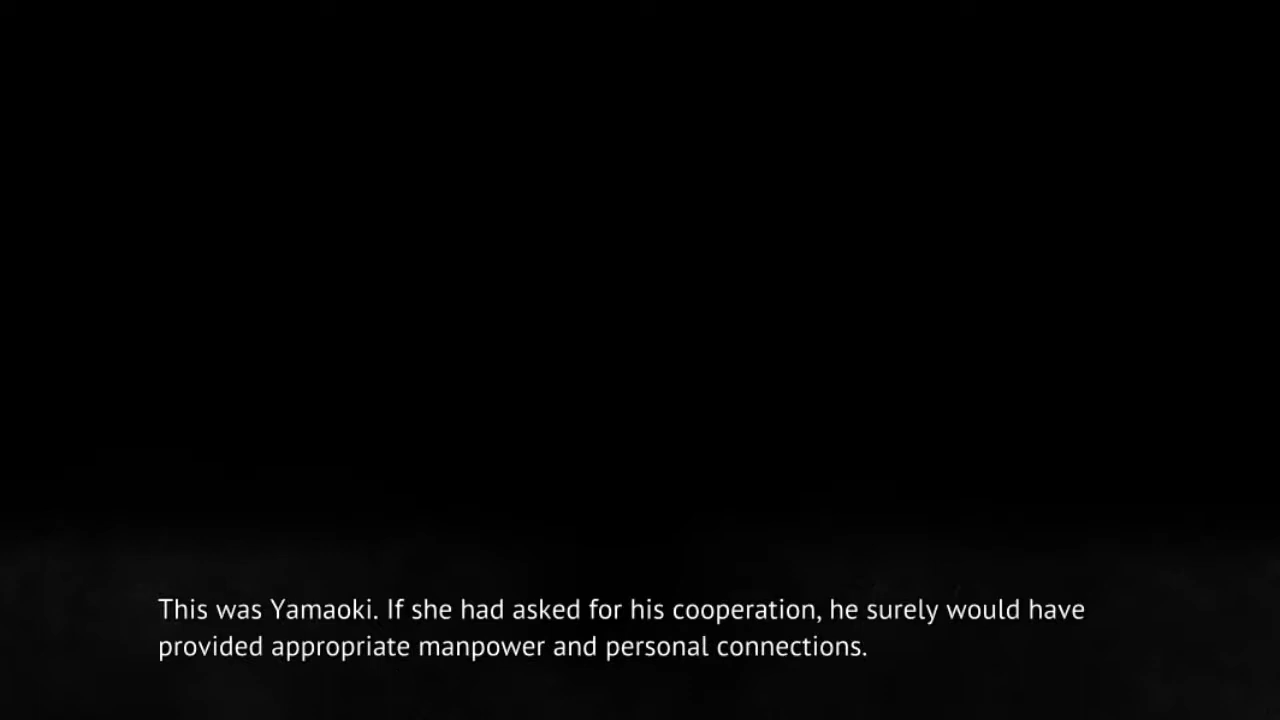 This was Yamaoki. If she had asked for his cooperation, he surely would have
provided appropriate manpower and personal connections.